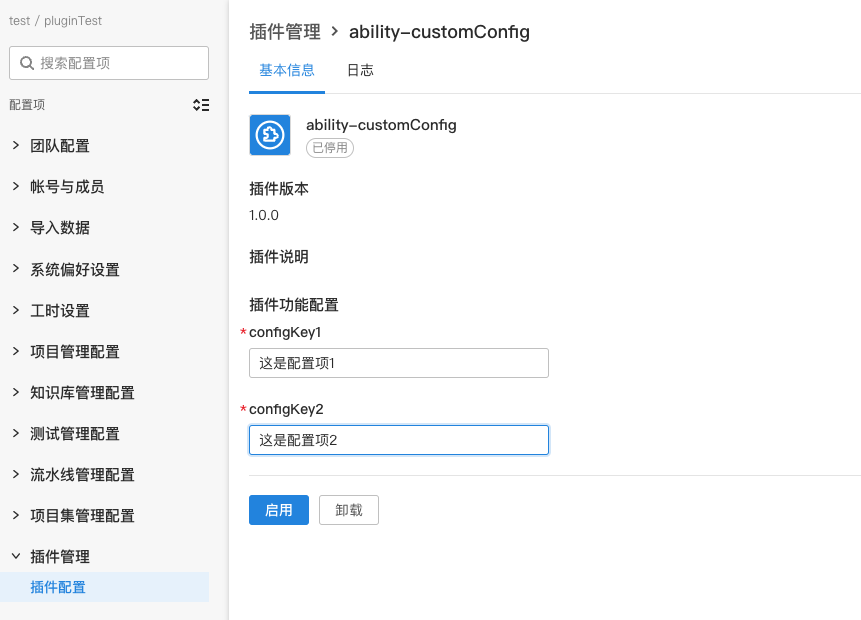 test / pluginTest
搜索配置项
配置项
团队配置
帐号与成员
导入数据
系统偏好设置
工时设置
项目管理配置
知识库管理配置
测试管理配置
流水线管理配置
项目集管理配置
插件管理
插件配置
插件管理 > ability-customConfig
基本信息 日志
ability-customConfig
已停用
插件版本
1.0.0
插件说明
插件功能配置
* configKey1
这是配置项1
* configKey2
这是配置项2
启用 卸载